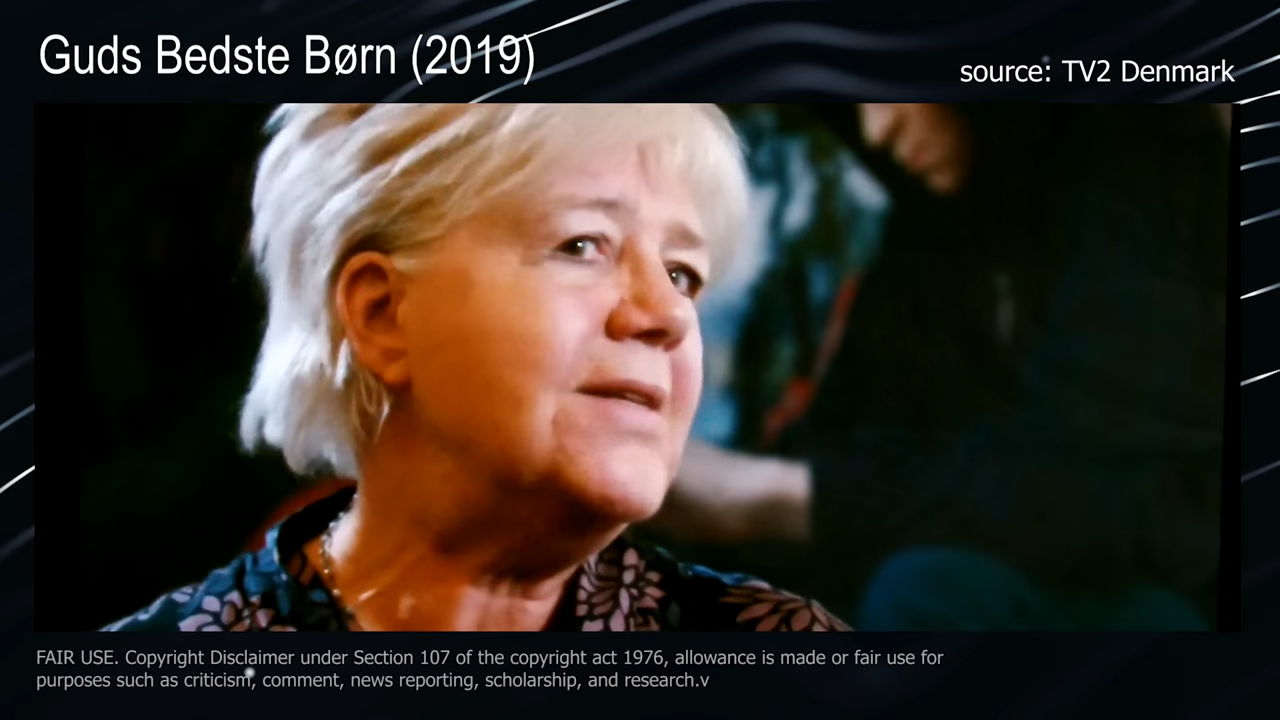 Guds Bedste Børn (2019)
source: TV2 Denmark
FAIR USE. Copyright Disclaimer under Section 107 of the copyright act 1976, allowance is made or fair use for
purposes such as criticism, comment, news reporting, scholarship, and research.v